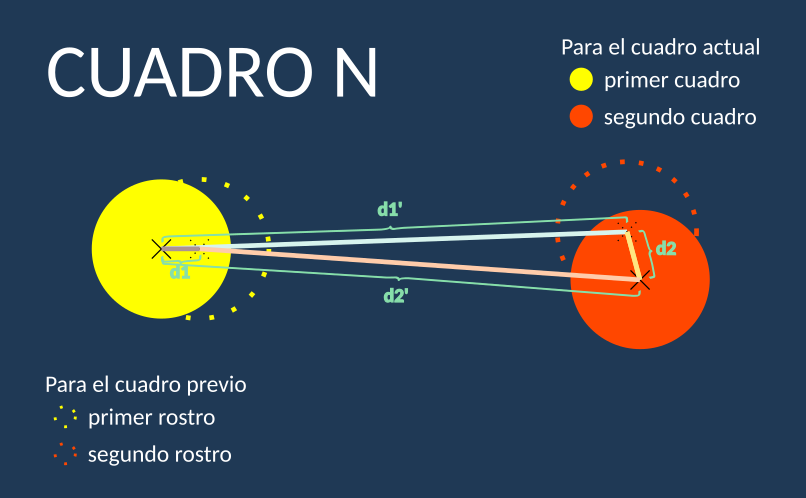 CUADRO N
Para el cuadro actual
primer cuadro
segundo cuadro
d1'
d1
d2
d2'
Para el cuadro previo
primer rostro
segundo rostro